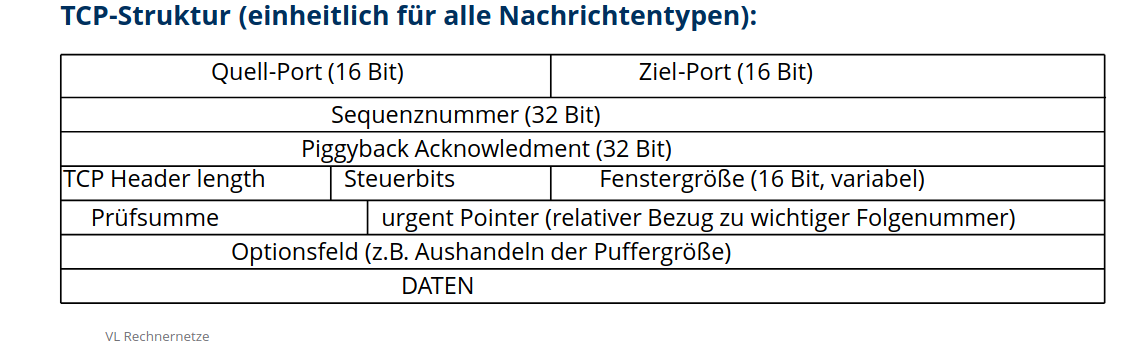 TCP-Struktur (einheitlich für alle Nachrichtentypen):
Quell-Port (16 Bit) Ziel-Port (16 Bit)
Sequenznummer (32 Bit)
Piggyback Acknowledment (32 Bit)
TCP Header length Steuerbits Fenstergröße (16 Bit, variabel)
Prüfsumme urgent Pointer (relativer Bezug zu wichtiger Folgenummer)
Optionsfeld (z.B. Aushandeln der Puffergröße)
DATEN
VL Rechnernetze